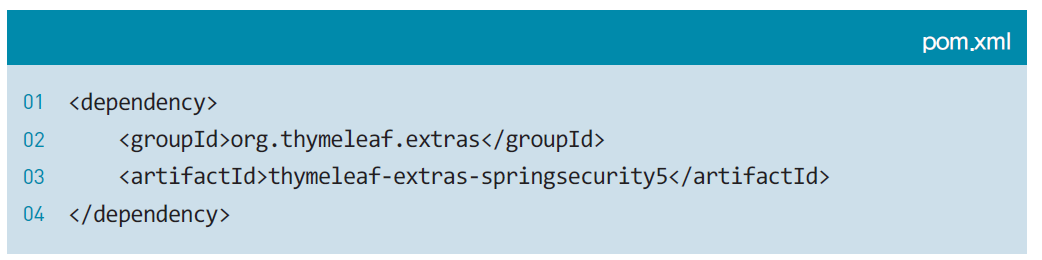 pom.xml
01 <dependency>
02 <groupId>org.thymeleaf.extras</groupId>
03 <artifactId>thymeleaf-extras-springsecurity5</artifactId>
04 </dependency>